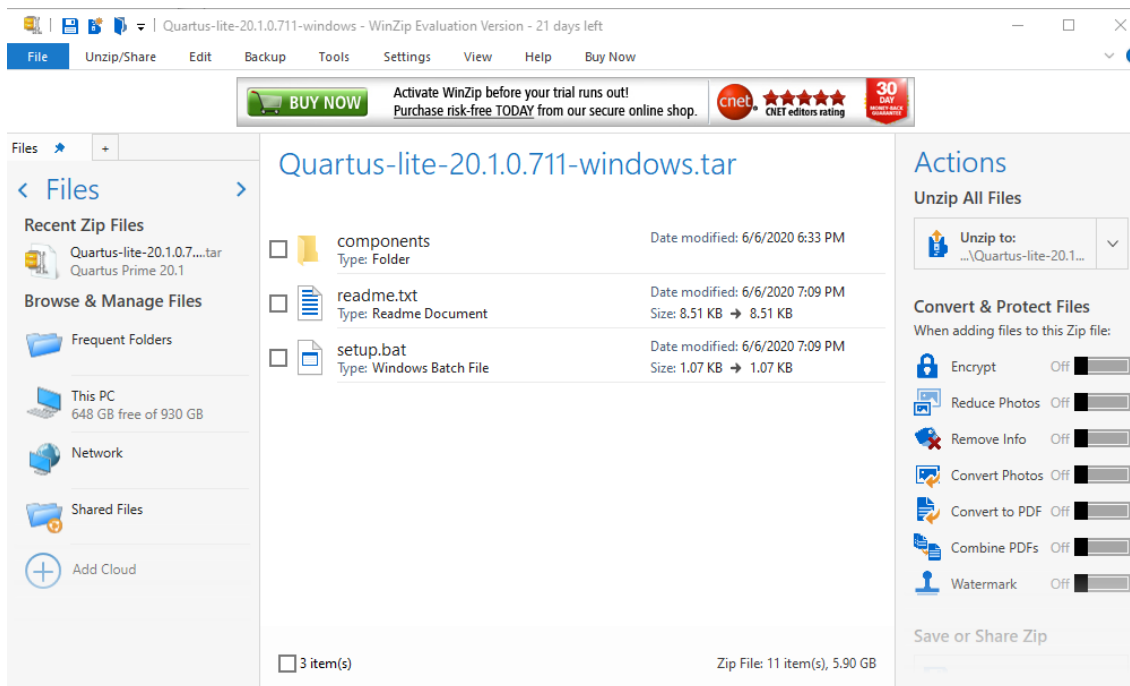 Quartus-lite-20.1.0.711-windows - WinZip Evaluation Version - 21 days left
File Unzip/Share Edit Backup Tools Settings View Help Buy Now
BUY NOW
Activate WinZip before your trial runs out!
Purchase risk-free TODAY from our secure online shop.
cnet
CNET editors rating
30
DAY
MONEY-BACK
GUARANTEE
Files +
Files
Recent Zip Files
Quartus-lite-20.1.0.7....tar
Quartus Prime 20.1
Browse & Manage Files
Frequent Folders
This PC
648 GB free of 930 GB
Network
Shared Files
Add Cloud
Quartus-lite-20.1.0.711-windows.tar
components Date modified: 6/6/2020 6:33 PM
Type: Folder
readme.txt Date modified: 6/6/2020 7:09 PM
Type: Readme Document Size: 8.51 KB → 8.51 KB
setup.bat Date modified: 6/6/2020 7:09 PM
Type: Windows Batch File Size: 1.07 KB → 1.07 KB
3 item(s) Zip File: 11 item(s), 5.90 GB
Actions
Unzip All Files
Unzip to:
...\Quartus-lite-20.1...
Convert & Protect Files
When adding files to this Zip file:
Encrypt Off
Reduce Photos Off
Remove Info Off
Convert Photos Off
Convert to PDF Off
Combine PDFs Off
Watermark Off
Save or Share Zip